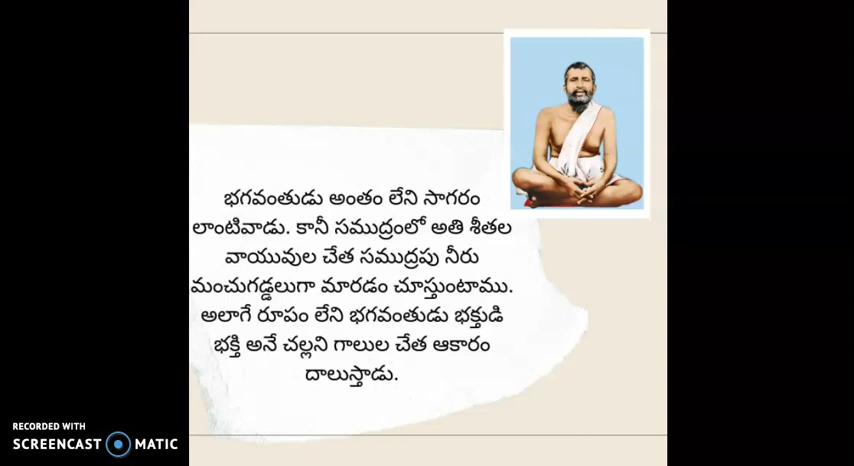 భగవంతుడు అంతం లేని సాగరం
లాంటివాడు. కానీ సముద్రంలో అతి శీతల
వాయువుల చేత సముద్రపు నీరు
మంచుగడ్డలుగా మారడం చూస్తుంటాము.
అలాగే రూపం లేని భగవంతుడు భక్తుడి
భక్తి అనే చల్లని గాలుల చేత ఆకారం
దాలుస్తాడు.
RECORDED WITH
SCREENCAST MATIC